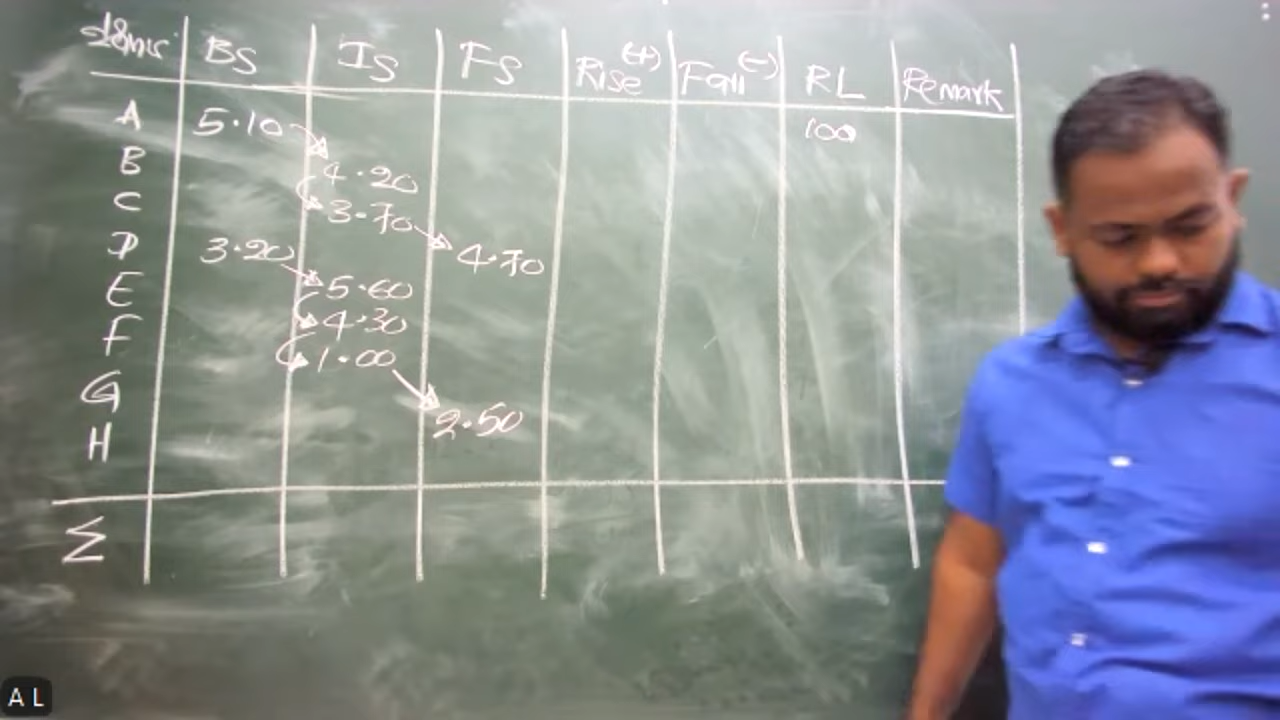 BS IS FS Rise (+) Fall (-) RL Remark
A 5.10 100
B 4.20
C 3.70
D 3.20 4.70
E 5.60
F 4.30
G 1.00
H 2.50
Σ
A L